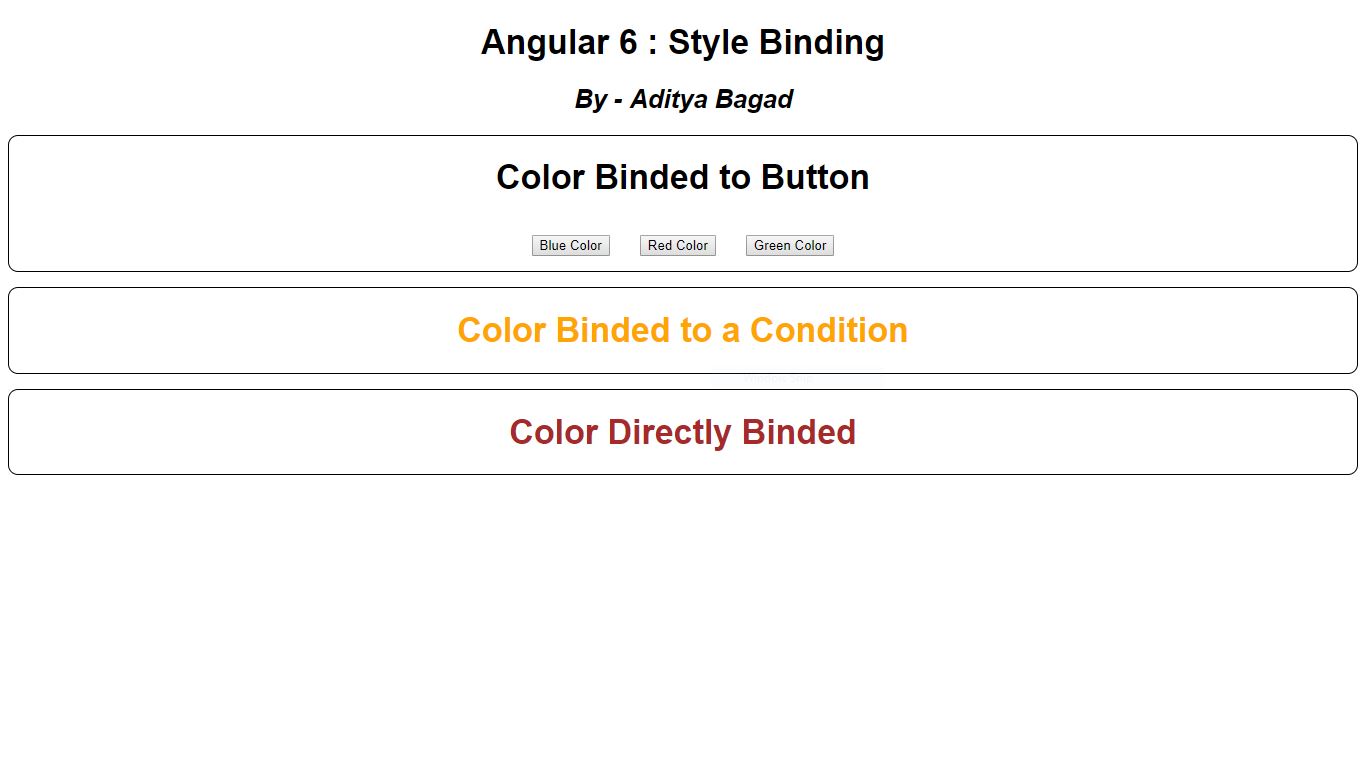 Angular 6 : Style Binding
By - Aditya Bagad
Color Binded to Button
Blue Color Red Color Green Color
Color Binded to a Condition
Color Directly Binded